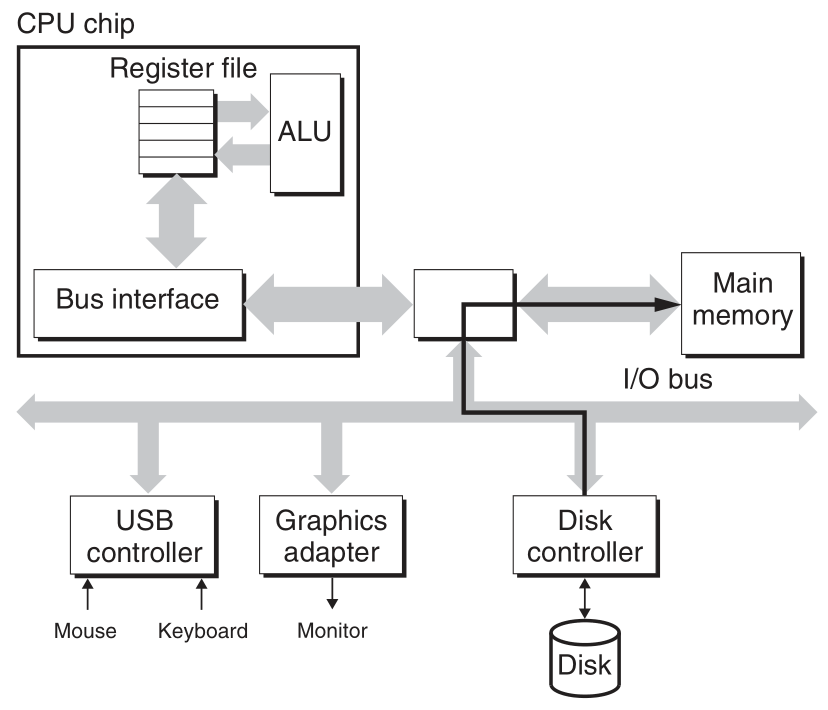 CPU chip
Register file
ALU
Bus interface
Main
memory
I/O bus
USB
controller
Graphics
adapter
Disk
controller
Mouse
Keyboard
Monitor
Disk